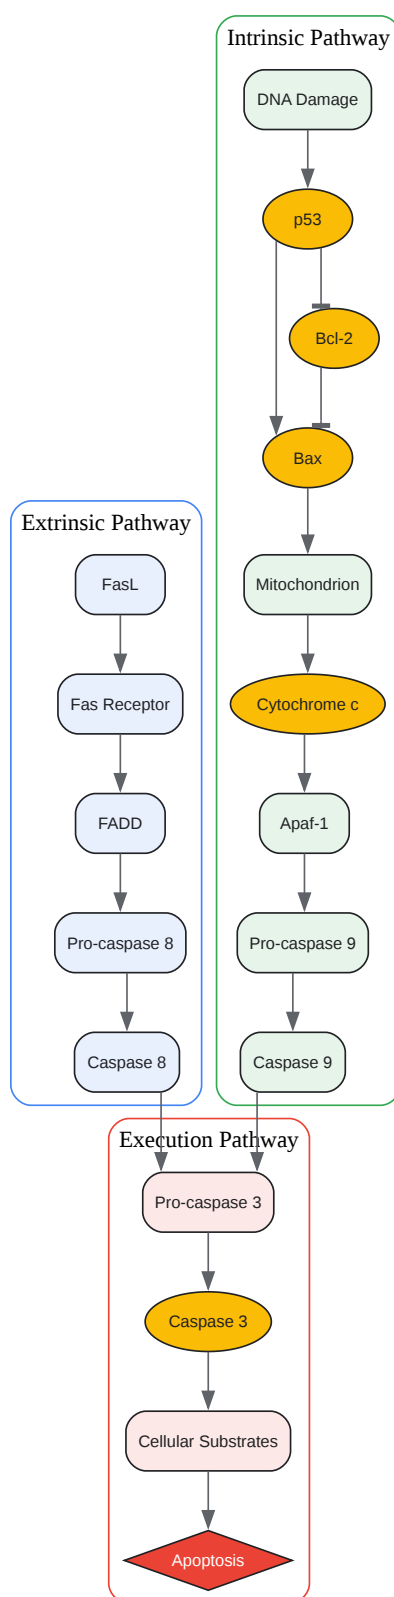 Intrinsic Pathway
DNA Damage
p53
Bcl-2
Bax
Mitochondrion
Cytochrome c
Apaf-1
Pro-caspase 9
Caspase 9
Extrinsic Pathway
FasL
Fas Receptor
FADD
Pro-caspase 8
Caspase 8
Execution Pathway
Pro-caspase 3
Caspase 3
Cellular Substrates
Apoptosis